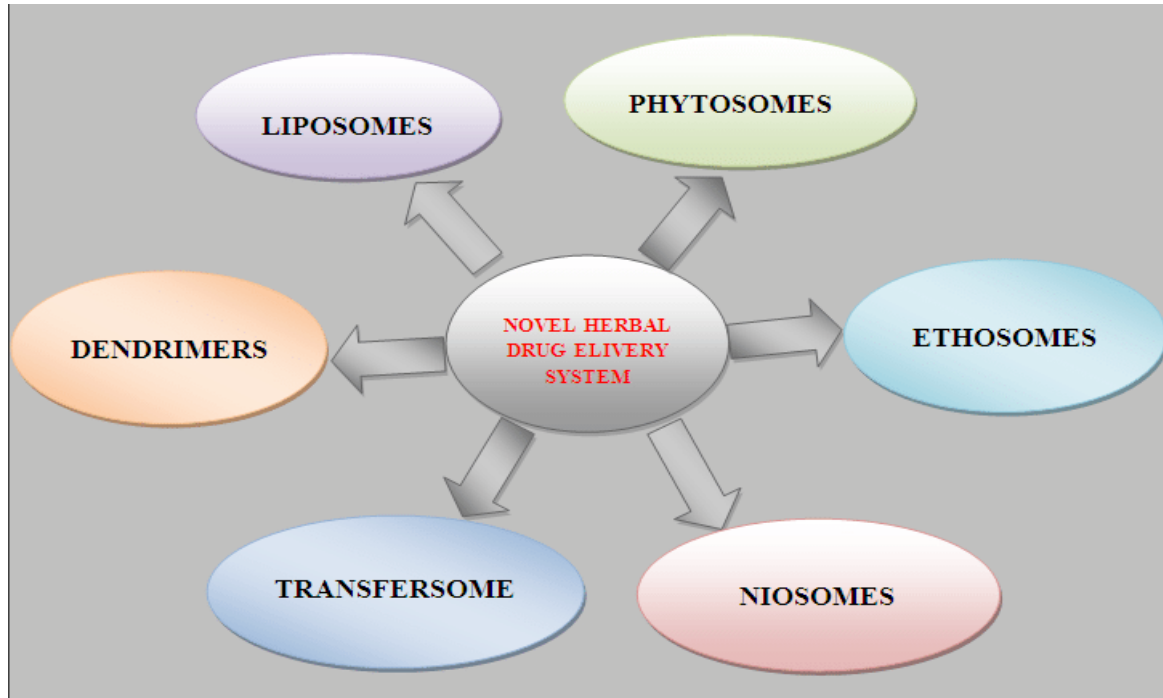 LIPOSOMES
PHYTOSOMES
DENDRIMERS
NOVEL HERBAL
DRUG ELIVERY
SYSTEM
ETHOSOMES
TRANSFERSOME
NIOSOMES